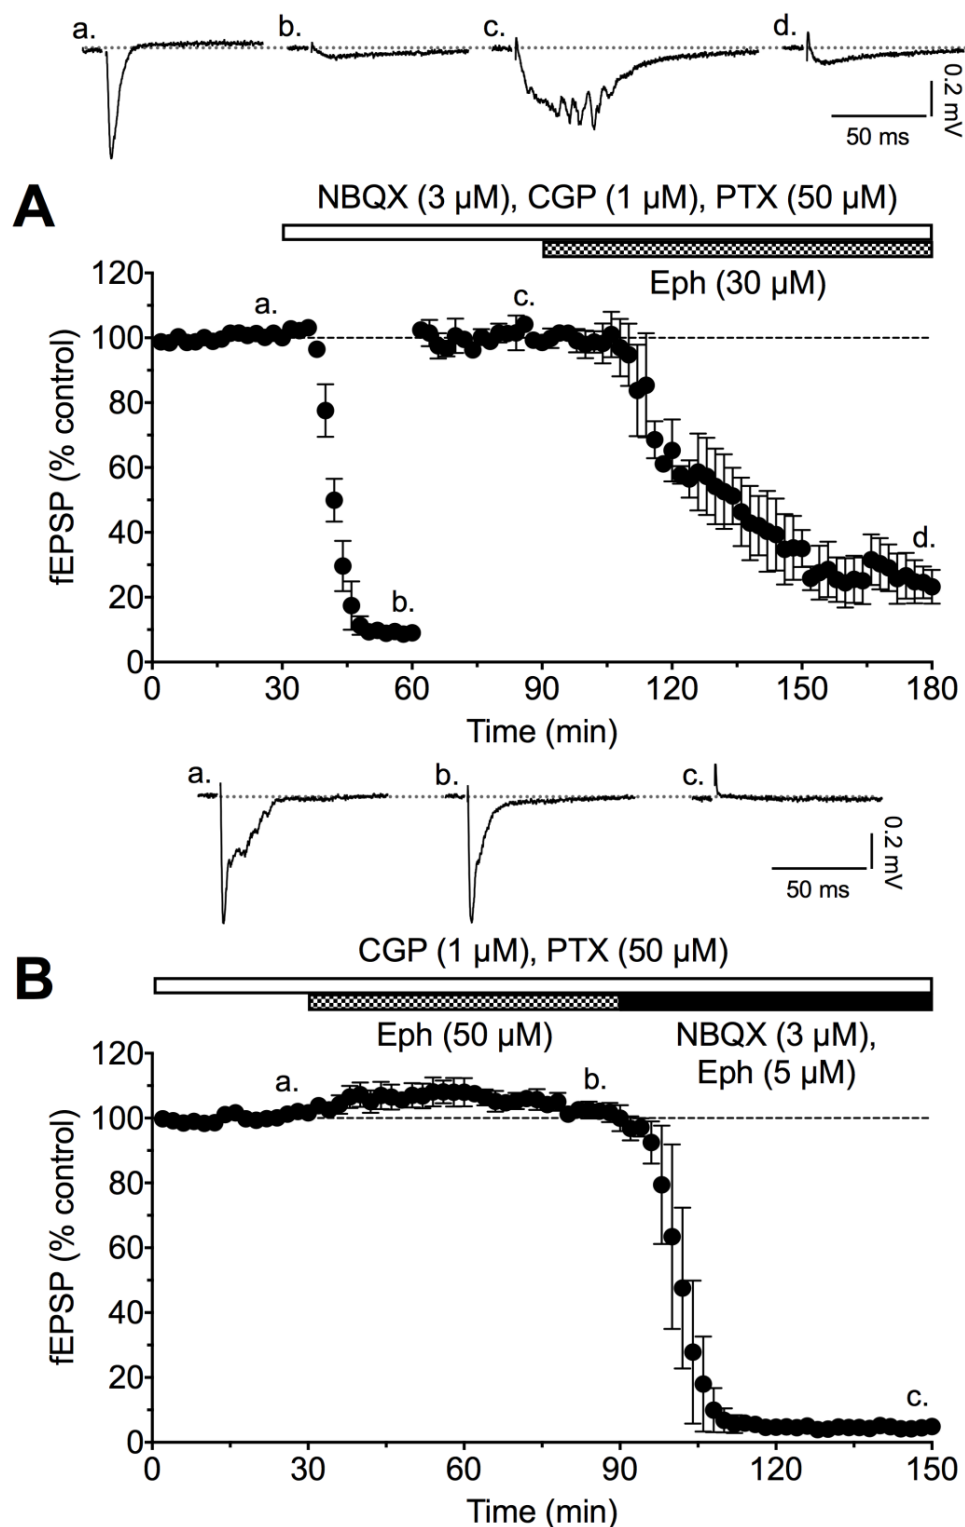 a. b. c. d.
0.2 mV
50 ms
A
NBQX (3 µM), CGP (1 µM), PTX (50 µM)
Eph (30 µM)
120
100
80
60
40
20
0
fEPSP (% control)
a. b. c. d.
0 30 60 90 120 150 180
Time (min)
a. b. c.
0.2 mV
50 ms
B
CGP (1 µM), PTX (50 µM)
Eph (50 µM)
NBQX (3 µM),
Eph (5 µM)
120
100
80
60
40
20
0
fEPSP (% control)
a. b. c.
0 30 60 90 120 150
Time (min)